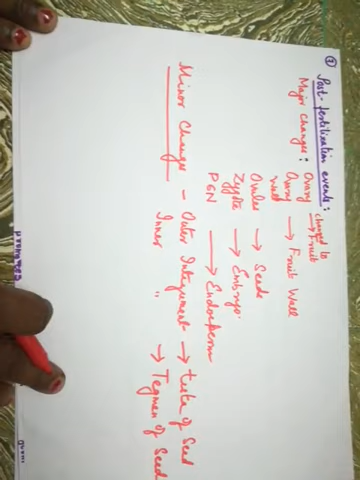 ② Post-fertilization events:
Major changes: Ovary changed to → Fruit
Ovary wall → Fruit Wall
Ovules → Seeds
Zygote → Embryo.
PEN → Endosperm
Minor Changes - Outer Integument → testa of Seed
Inner " → Tegmen of Seed